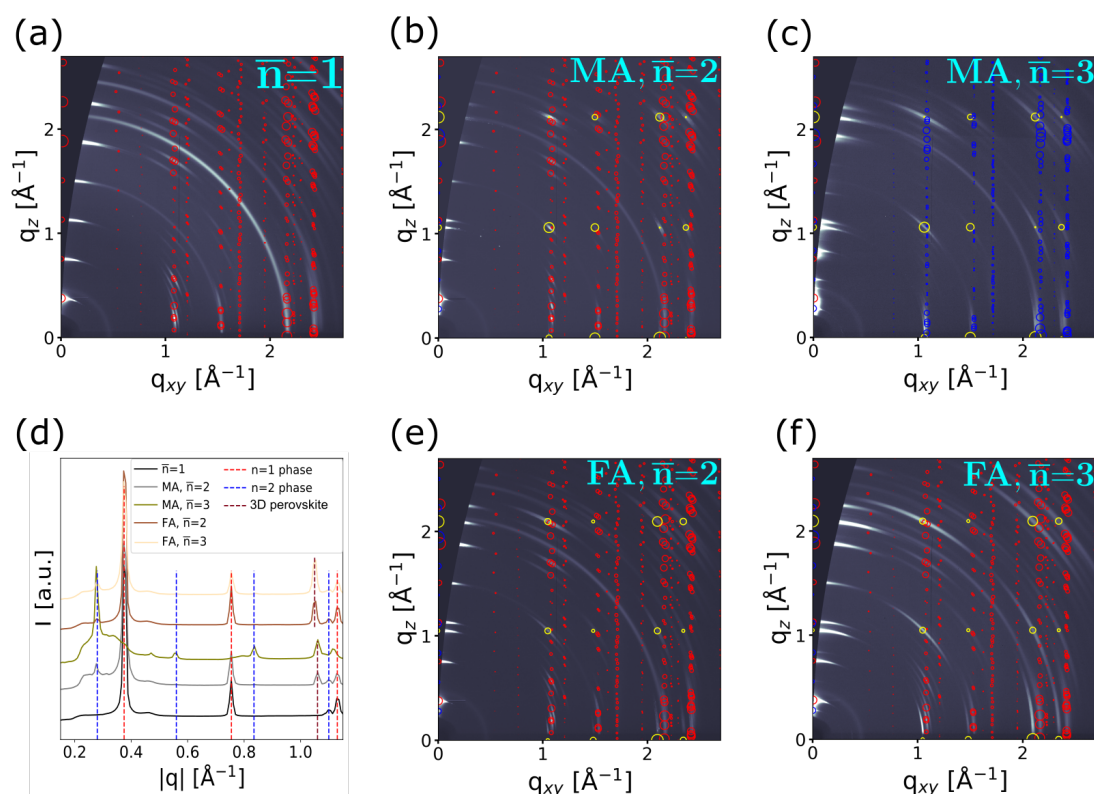 (a)
n̅=1
q_z [Å⁻¹]
2
1
0
0
1
2
q_xy [Å⁻¹]
(b)
MA, n̅=2
q_z [Å⁻¹]
2
1
0
0
1
2
q_xy [Å⁻¹]
(c)
MA, n̅=3
q_z [Å⁻¹]
2
1
0
0
1
2
q_xy [Å⁻¹]
(d)
n̅=1
MA, n̅=2
MA, n̅=3
FA, n̅=2
FA, n̅=3
n=1 phase
n=2 phase
3D perovskite
I [a.u.]
0.2
0.4
0.6
0.8
1.0
|q| [Å⁻¹]
(e)
FA, n̅=2
q_z [Å⁻¹]
2
1
0
0
1
2
q_xy [Å⁻¹]
(f)
FA, n̅=3
q_z [Å⁻¹]
2
1
0
0
1
2
q_xy [Å⁻¹]